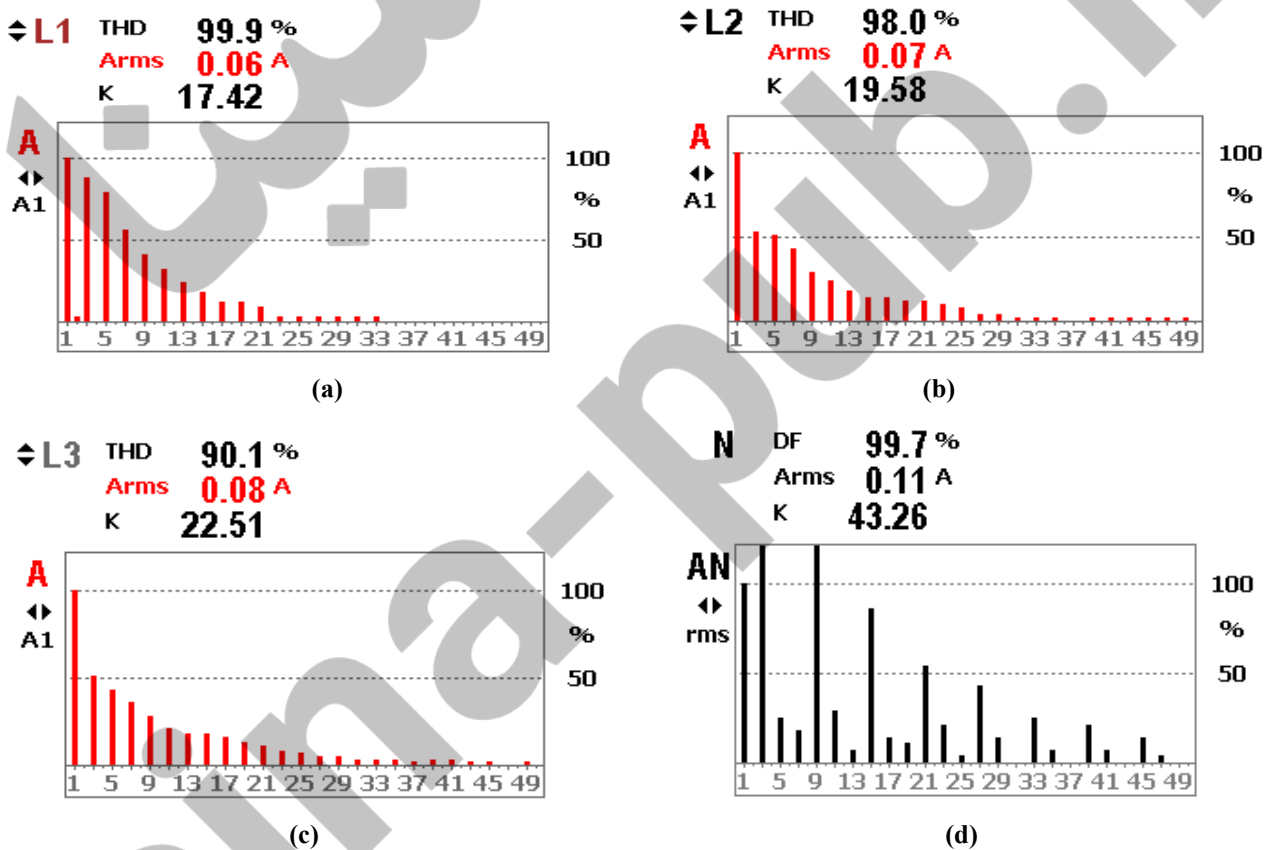 L1 THD 99.9 %
Arms 0.06 A
K 17.42
A
A1
100
%
50
1 5 9 13 17 21 25 29 33 37 41 45 49
(a)
L2 THD 98.0 %
Arms 0.07 A
K 19.58
A
A1
100
%
50
1 5 9 13 17 21 25 29 33 37 41 45 49
(b)
L3 THD 90.1 %
Arms 0.08 A
K 22.51
A
A1
100
%
50
1 5 9 13 17 21 25 29 33 37 41 45 49
(c)
N DF 99.7 %
Arms 0.11 A
K 43.26
AN
rms
100
%
50
1 5 9 13 17 21 25 29 33 37 41 45 49
(d)
ina-pub.